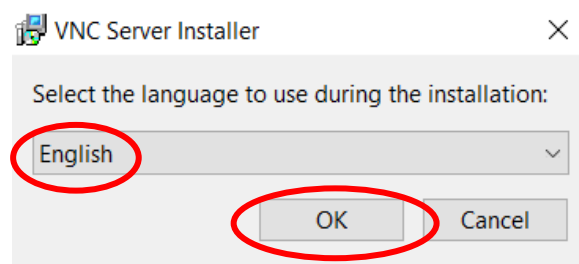 VNC Server Installer
Select the language to use during the installation:
English
OK Cancel